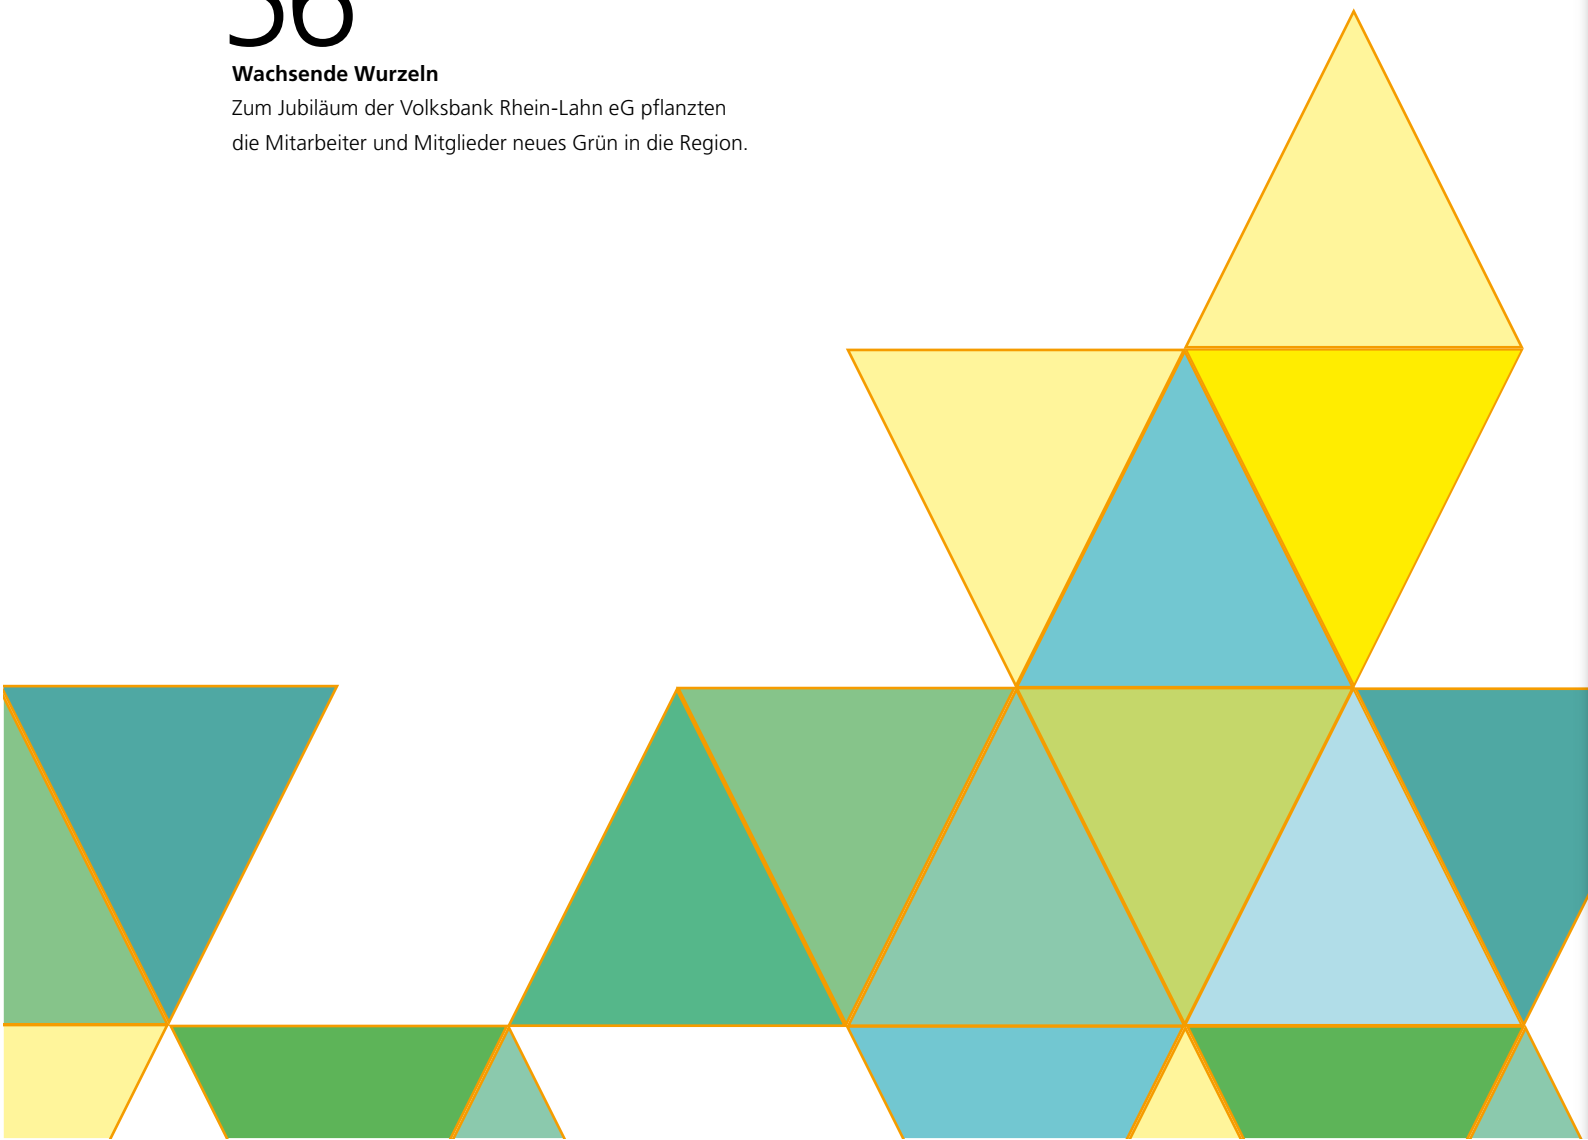 Wachsende Wurzeln
Zum Jubiläum der Volksbank Rhein-Lahn eG pflanzten
die Mitarbeiter und Mitglieder neues Grün in die Region.